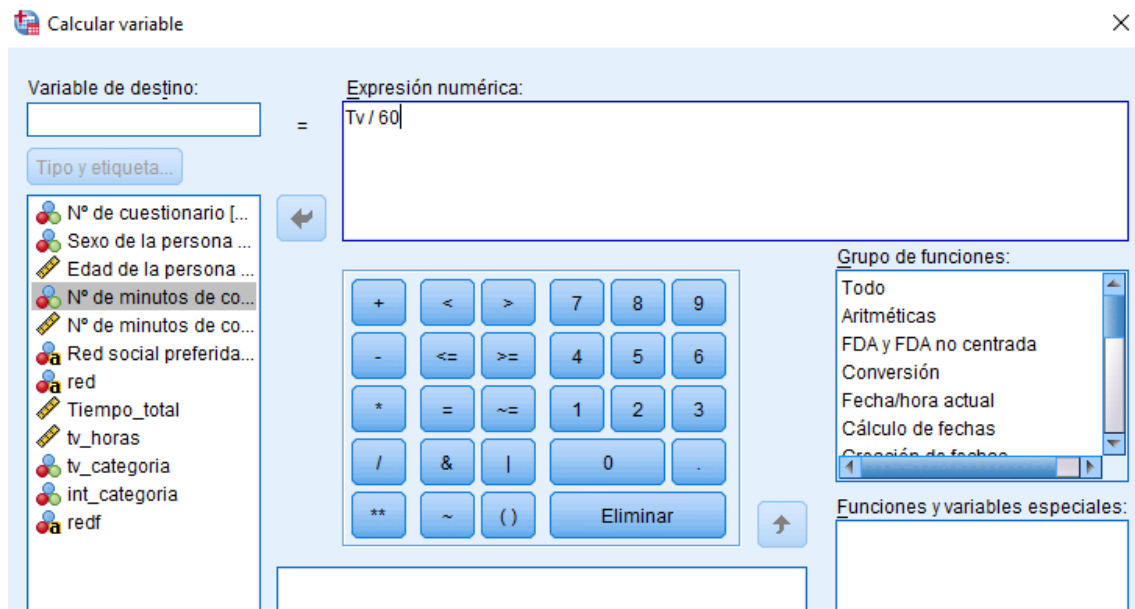 Calcular variable
Variable de destino:
Expresión numérica:
=
Tv / 60
Tipo y etiqueta...
Nº de cuestionario [...
Sexo de la persona ...
Edad de la persona ...
Nº de minutos de co...
Nº de minutos de co...
Red social preferida...
red
Tiempo_total
tv_horas
tv_categoria
int_categoria
redf
+ < > 7 8 9
- <= >= 4 5 6
* = ~= 1 2 3
/ & | 0 .
** ~ ( ) Eliminar
Grupo de funciones:
Todo
Aritméticas
FDA y FDA no centrada
Conversión
Fecha/hora actual
Cálculo de fechas
Creación de fechas
Funciones y variables especiales: